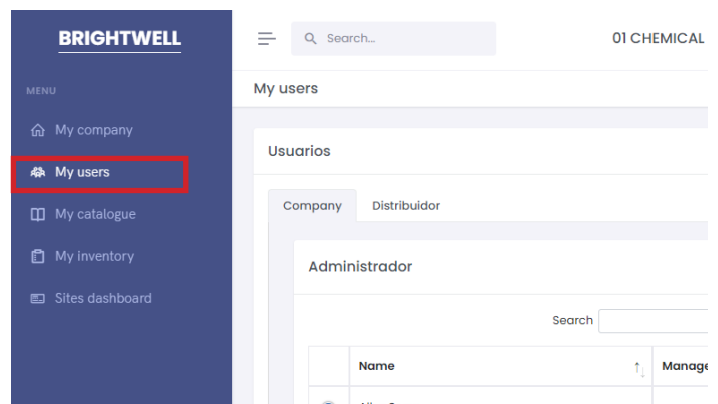 BRIGHTWELL
Search...
01 CHEMICAL
MENU
My users
My company
Usuarios
My users
Company
Distribuidor
My catalogue
My inventory
Administrador
Sites dashboard
Search
Name